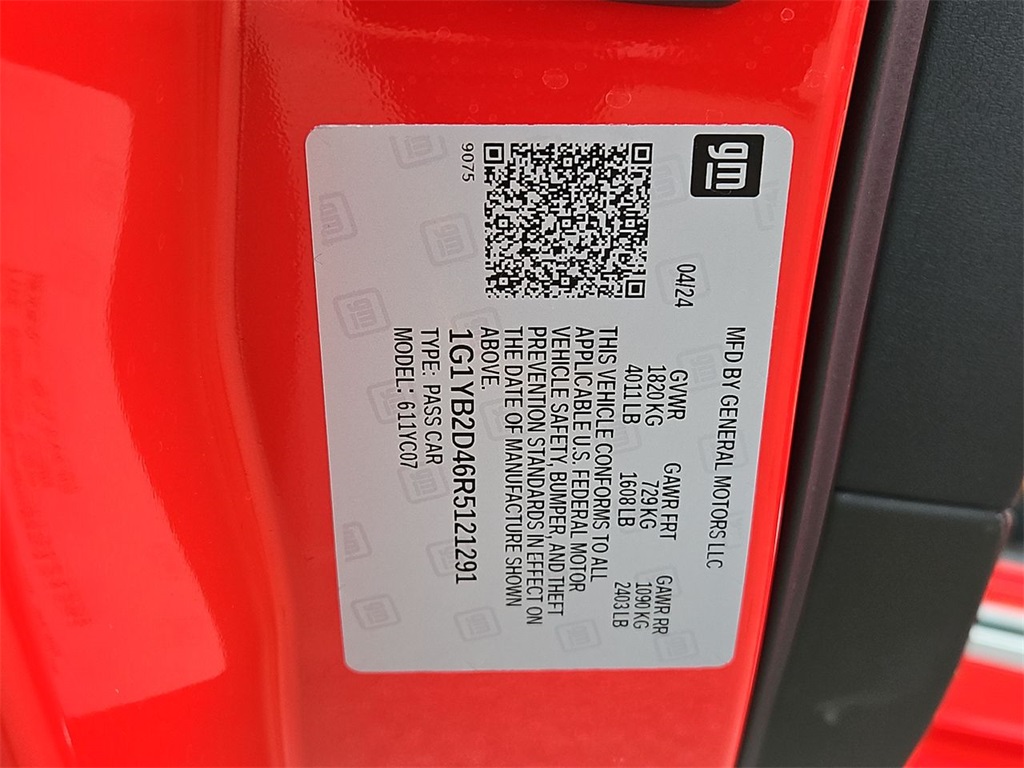 gm
04/24
MFD BY GENERAL MOTORS LLC
GVWR GAWR FRT GAWR RR
1820 KG 729 KG 1090 KG
4011 LB 1608 LB 2403 LB
THIS VEHICLE CONFORMS TO ALL
APPLICABLE U.S. FEDERAL MOTOR
VEHICLE SAFETY, BUMPER, AND THEFT
PREVENTION STANDARDS IN EFFECT ON
THE DATE OF MANUFACTURE SHOWN
ABOVE.
1G1YB2D46R5121291
TYPE: PASS CAR
MODEL: 611YC07
9075